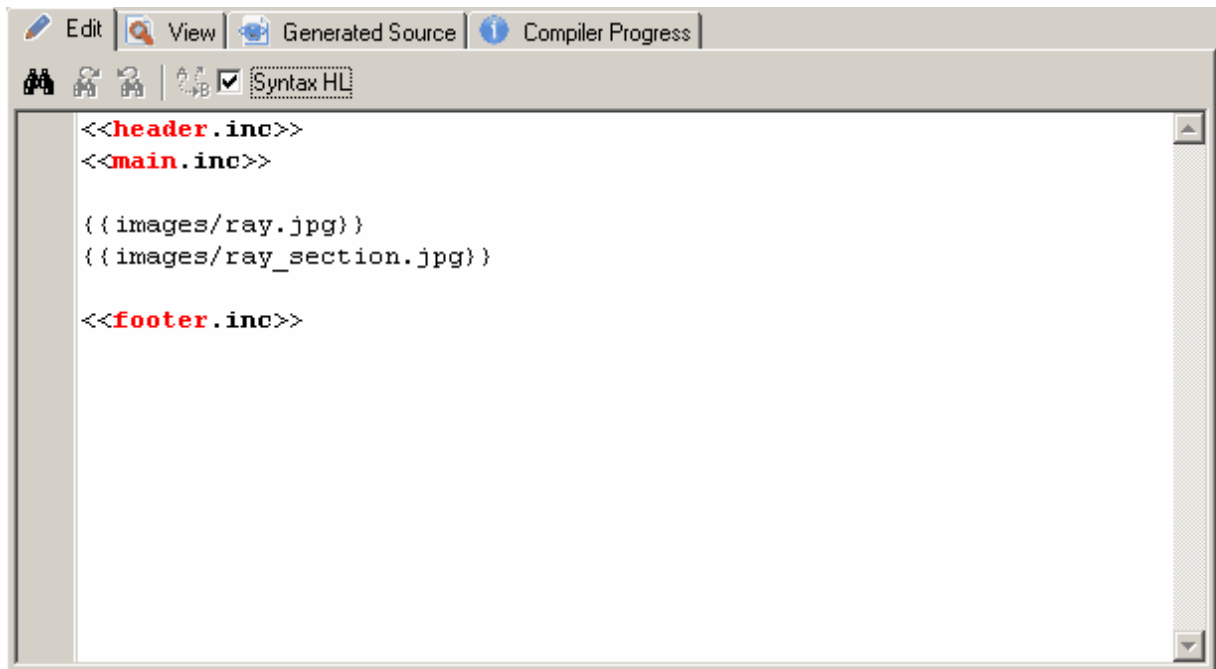 Edit View Generated Source Compiler Progress
Syntax HL
<<header.inc>>
<<main.inc>>
{{images/ray.jpg}}
{{images/ray_section.jpg}}
<<footer.inc>>